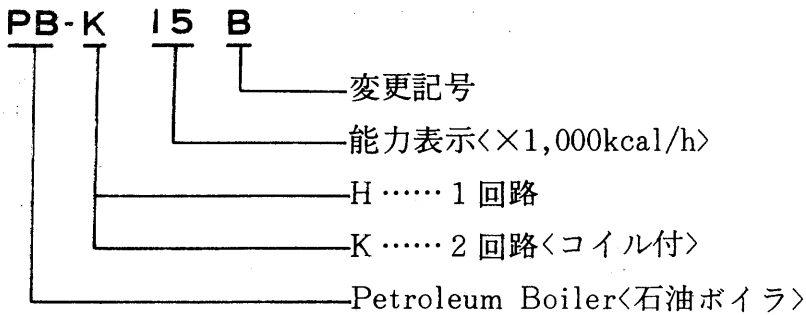 PB-K 15 B
変更記号
能力表示<×1,000kcal/h>
H……1回路
K……2回路<コイル付>
Petroleum Boiler<石油ボイラ>